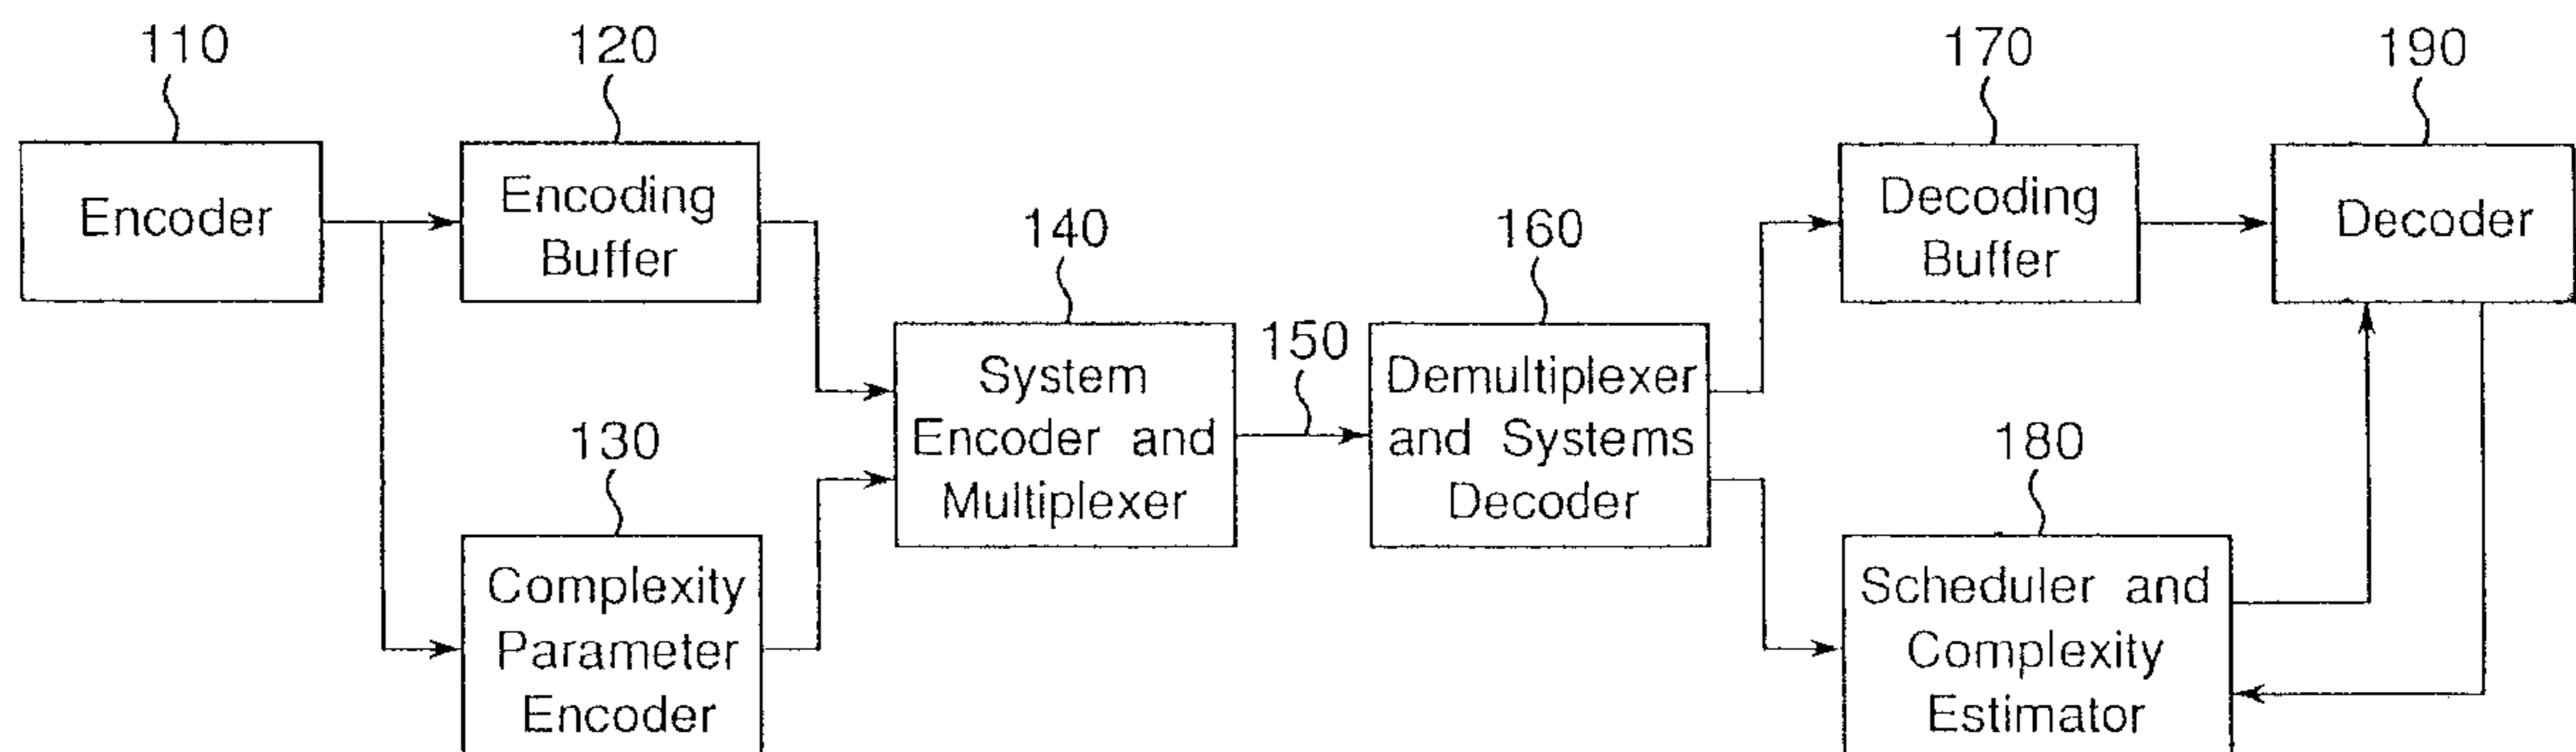 110
120
170
190
Encoder
Encoding
Buffer
Decoding
Buffer
Decoder
140
150
160
System
Encoder and
Multiplexer
Demultiplexer
and Systems
Decoder
130
180
Complexity
Parameter
Encoder
Scheduler and
Complexity
Estimator